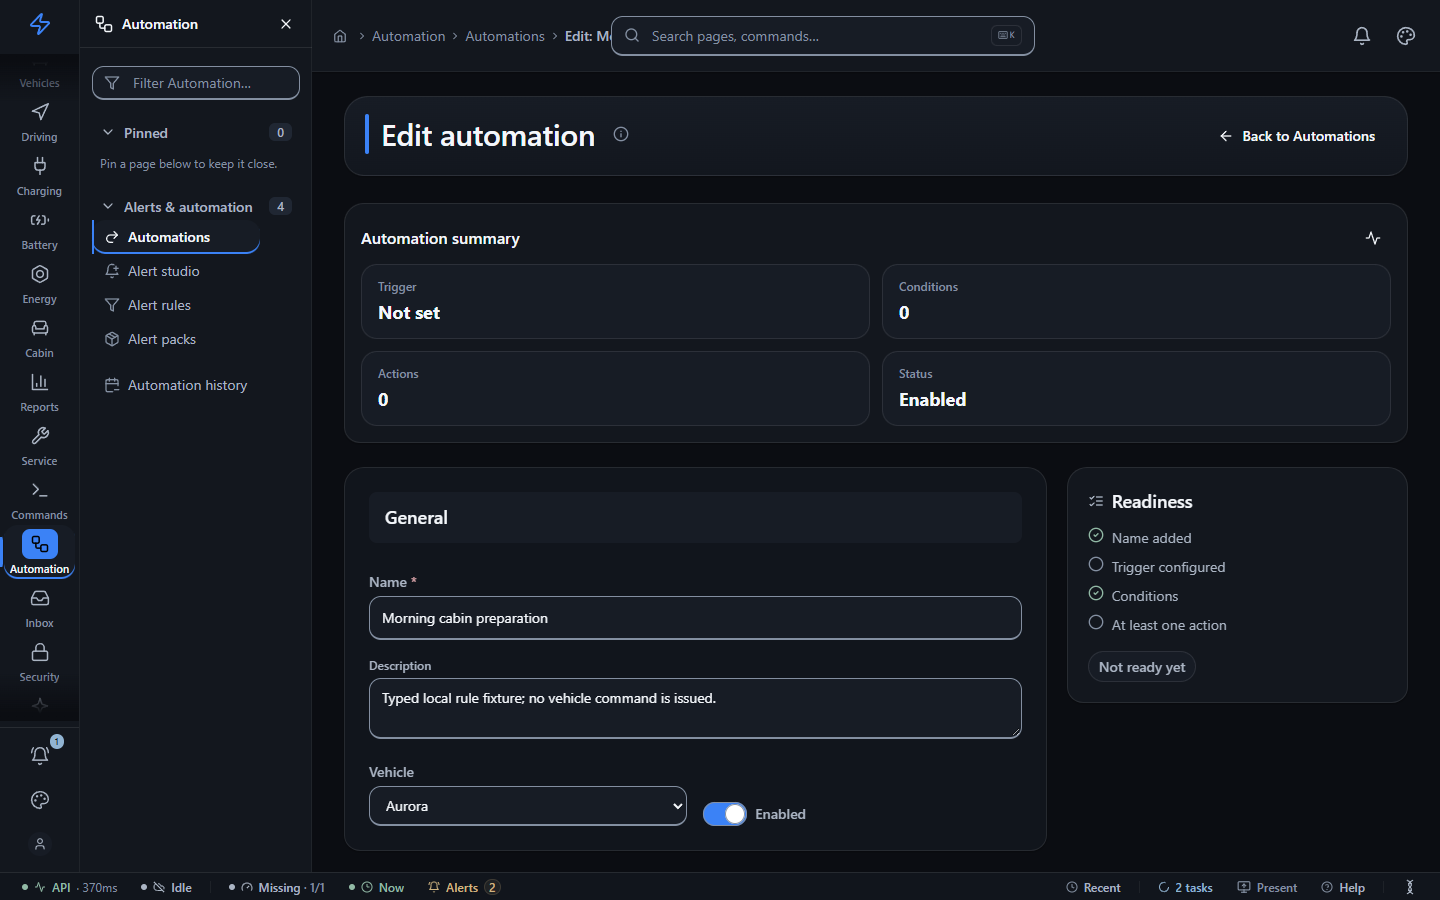 Automation
Filter Automation...
Pinned
0
Pin a page below to keep it close.
Alerts & automation
4
Automations
Alert studio
Alert rules
Alert packs
Automation history
Vehicles
Driving
Charging
Battery
Energy
Cabin
Reports
Service
Commands
Automation
Inbox
Security
1
Automation
Automations
Edit: Mo
Search pages, commands...
K
Edit automation
Back to Automations
Automation summary
Trigger
Not set
Conditions
0
Actions
0
Status
Enabled
General
Name *
Morning cabin preparation
Description
Typed local rule fixture; no vehicle command is issued.
Vehicle
Aurora
Enabled
Readiness
Name added
Trigger configured
Conditions
At least one action
Not ready yet
API · 370ms
Idle
Missing · 1/1
Now
Alerts 2
Recent
2 tasks
Present
Help